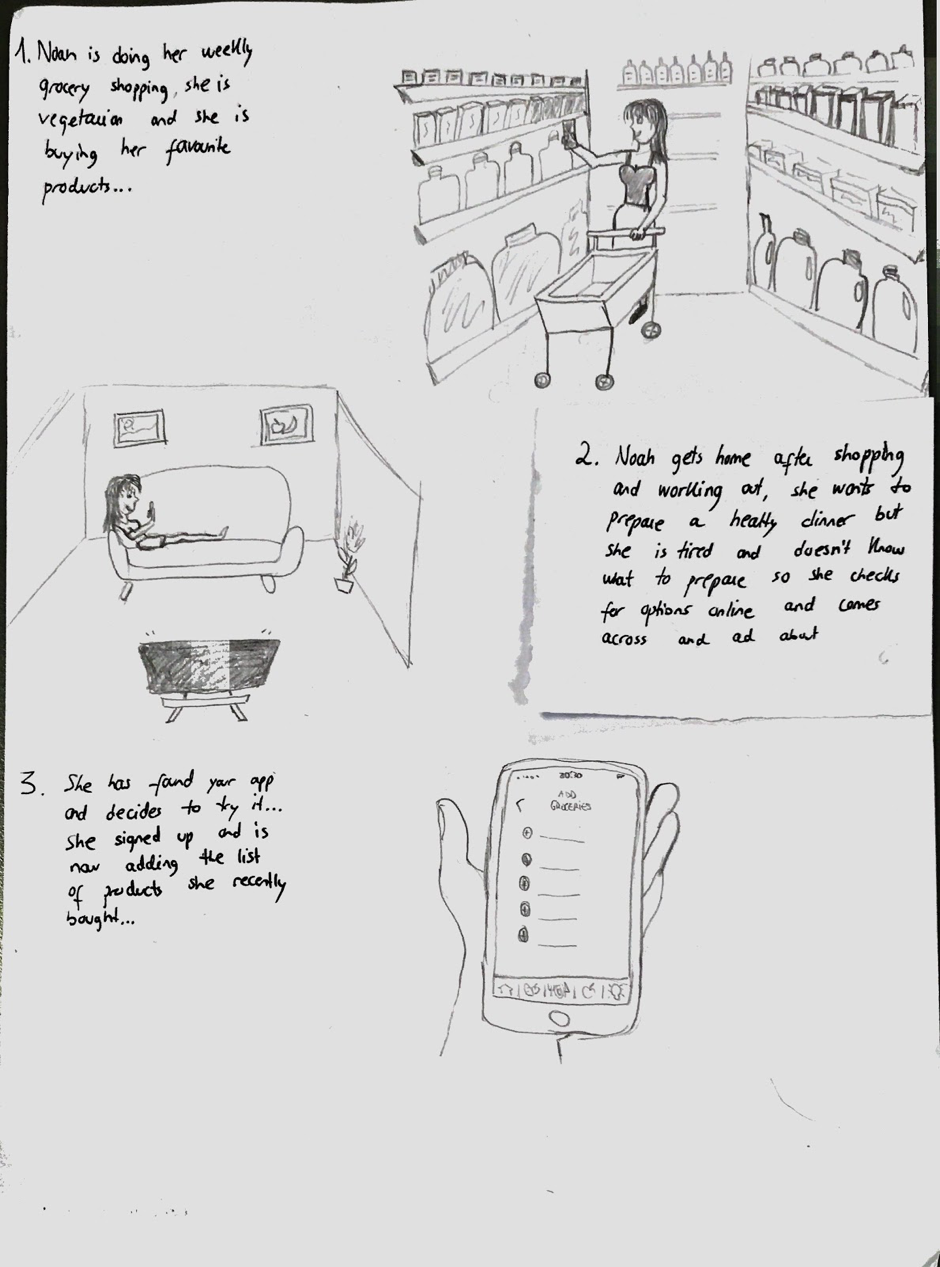 1. Noah is doing her weekly
grocery shopping, she is
vegetarian and she is
buying her favourite
products...
2. Noah gets home after shopping
and working out, she wants to
prepare a healty dinner but
she is tired and doesn't know
what to prepare so she checks
for options online and comes
across and ad about
3. She has found your app
and decides to try it...
She signed up and is
now adding the list
of products she recently
bought...
20:30
ADD
GROCERIES